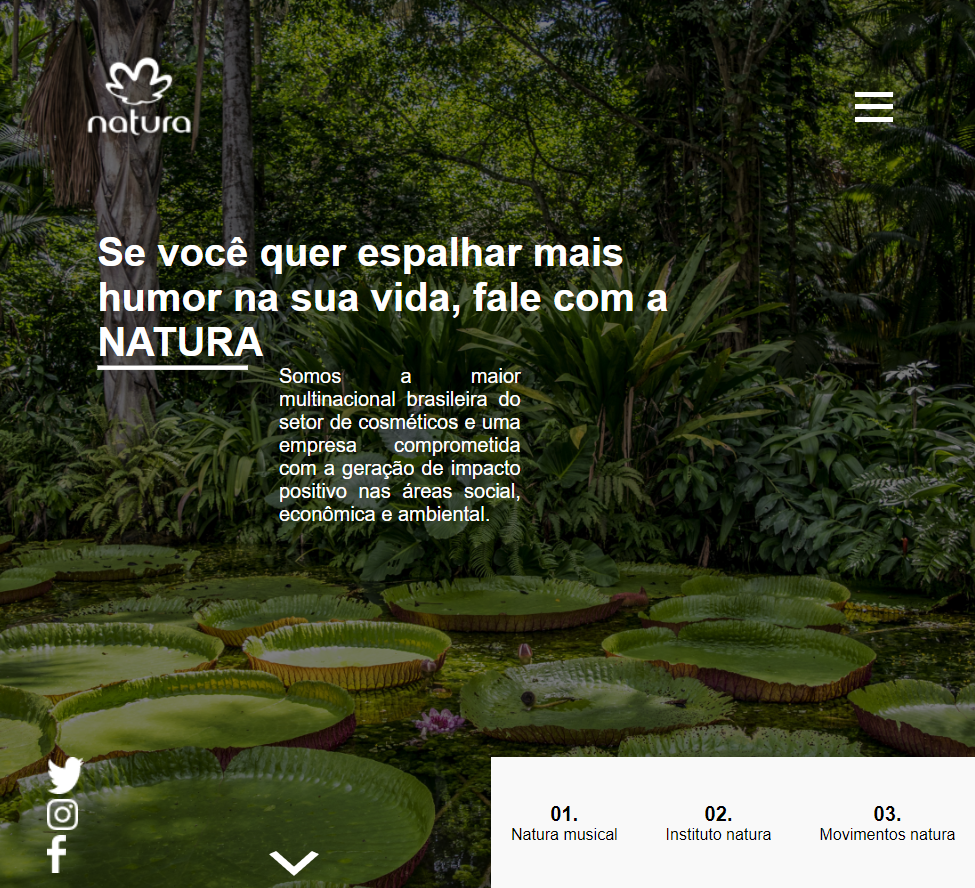 natura
Se você quer espalhar mais
humor na sua vida, fale com a
NATURA
Somos a maior
multinacional brasileira do
setor de cosméticos e uma
empresa comprometida
com a geração de impacto
positivo nas áreas social,
econômica e ambiental.
01.
Natura musical
02.
Instituto natura
03.
Movimentos natura